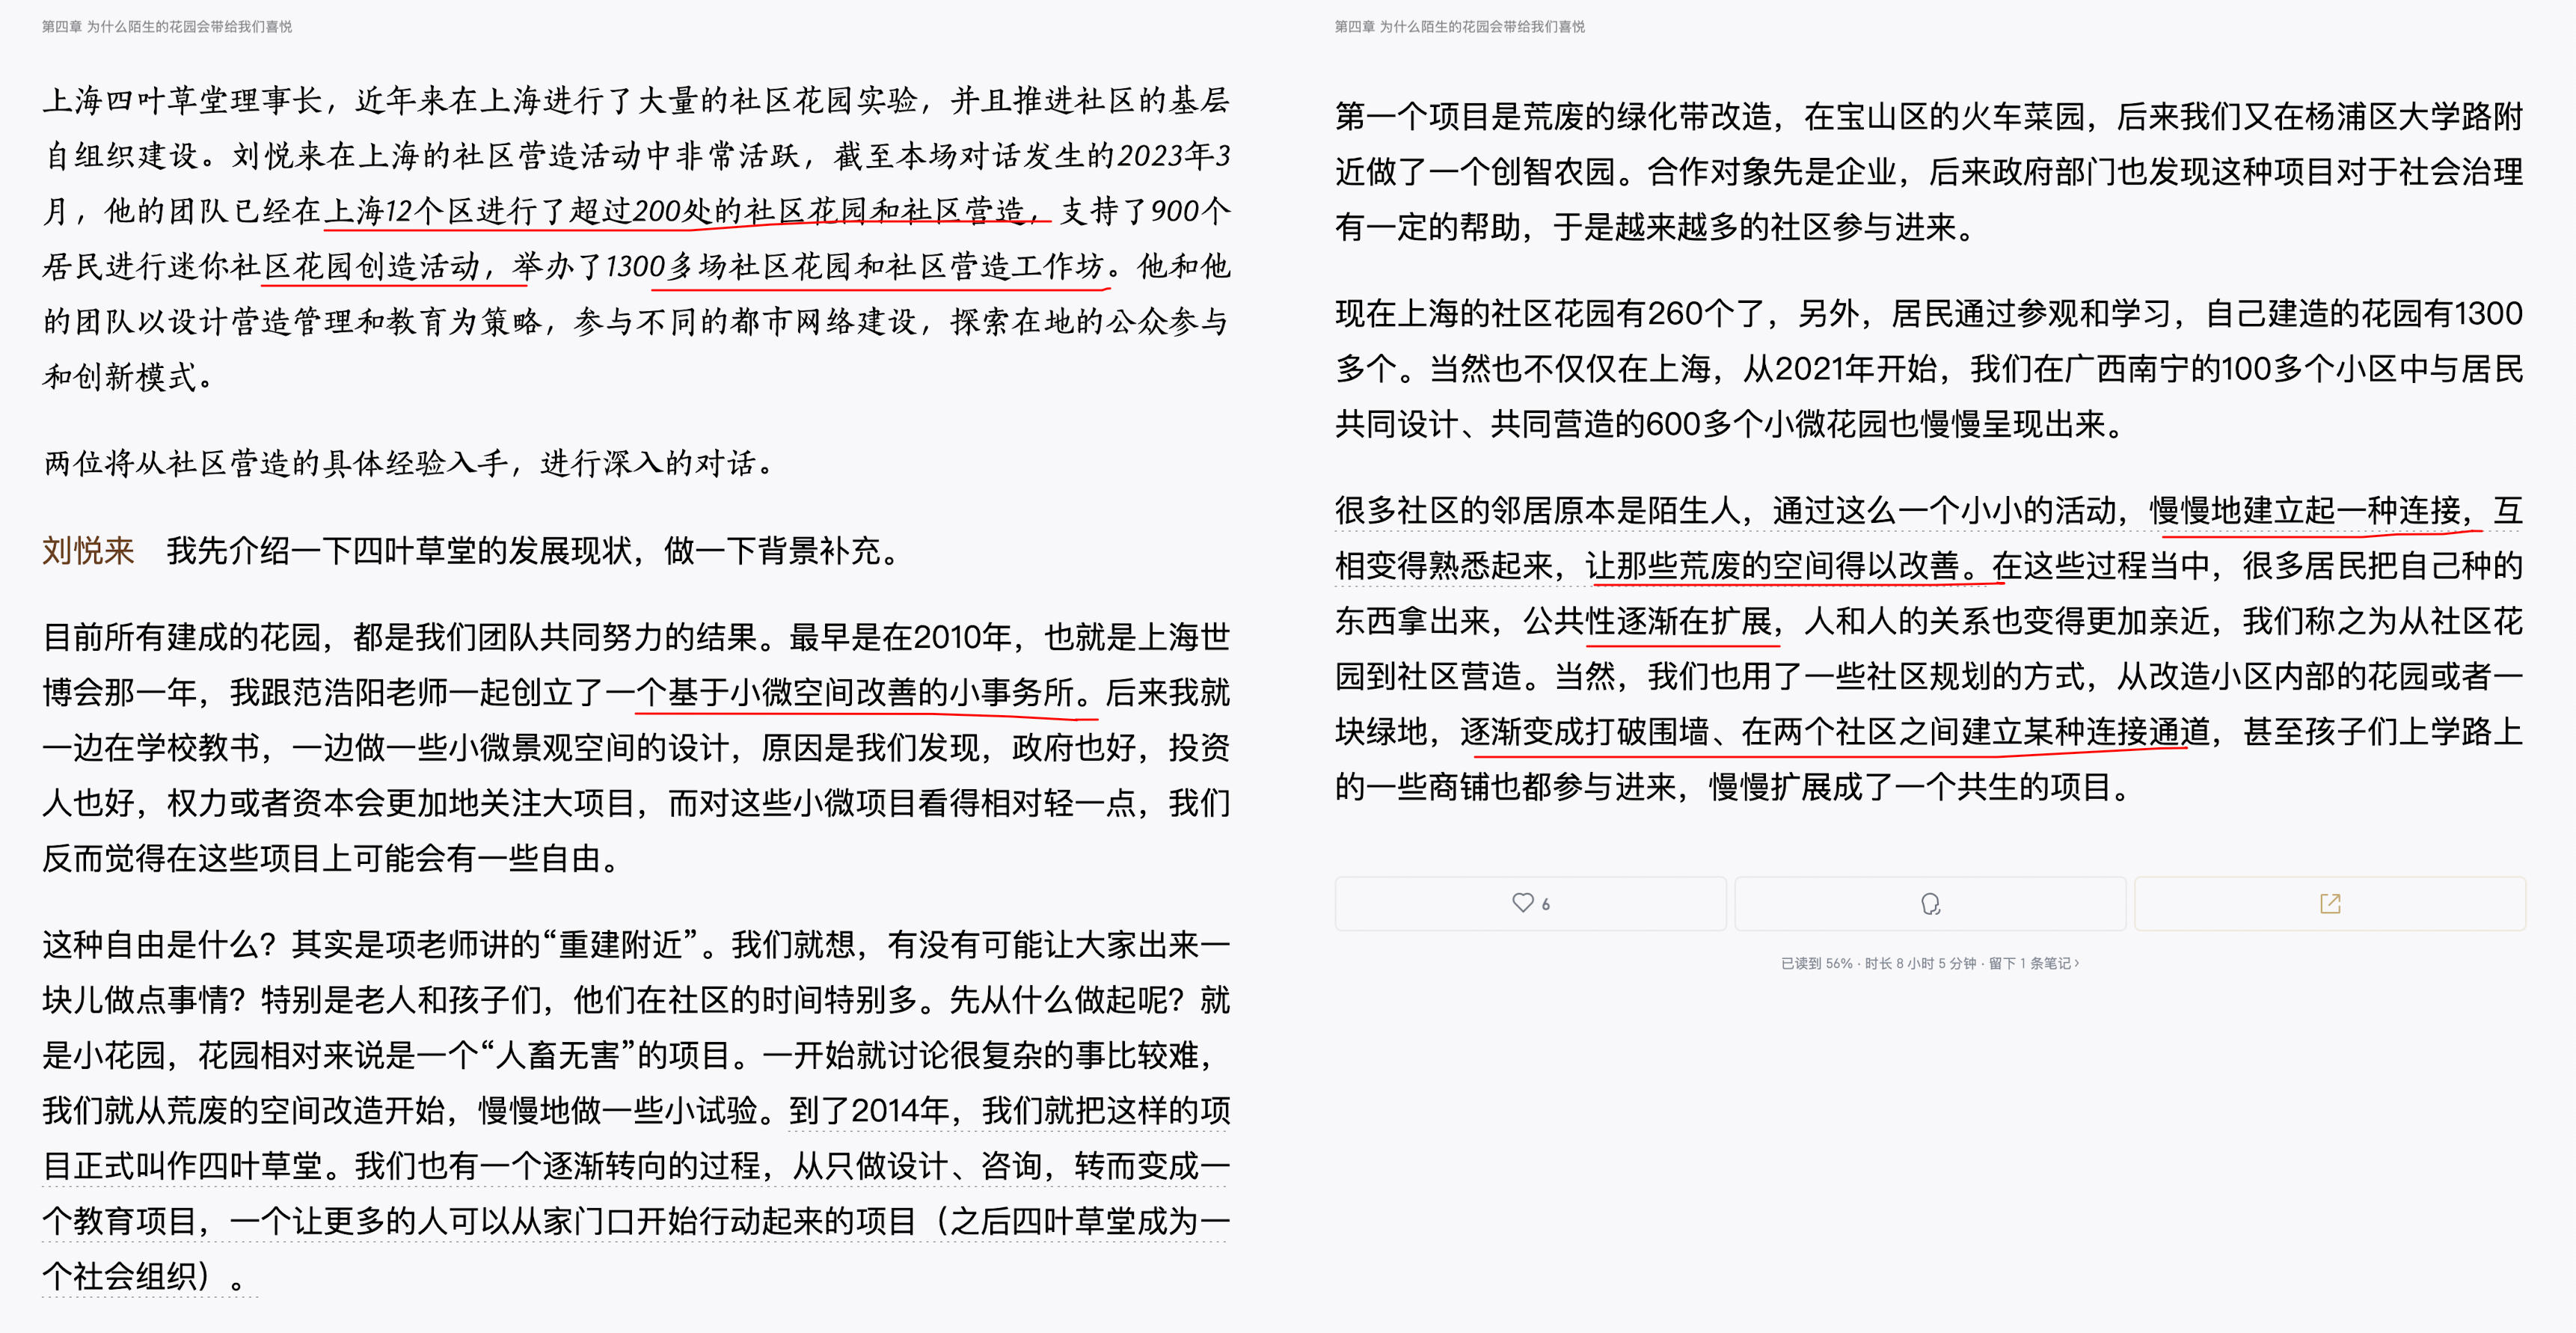 第四章 为什么陌生的花园会带给我们喜悦
上海四叶草堂理事长，近年来在上海进行了大量的社区花园实验，并且推进社区的基层
自组织建设。刘悦来在上海的社区营造活动中非常活跃，截至本场对话发生的2023年3
月，他的团队已经在上海12个区进行了超过200处的社区花园和社区营造，支持了900个
居民进行迷你社区花园创造活动，举办了1300多场社区花园和社区营造工作坊。他和他
的团队以设计营造管理和教育为策略，参与不同的都市网络建设，探索在地的公众参与
和创新模式。
两位将从社区营造的具体经验入手，进行深入的对话。
刘悦来 我先介绍一下四叶草堂的发展现状，做一下背景补充。
目前所有建成的花园，都是我们团队共同努力的结果。最早是在2010年，也就是上海世
博会那一年，我跟范浩阳老师一起创立了一个基于小微空间改善的小事务所。后来我就
一边在学校教书，一边做一些小微景观空间的设计，原因是我们发现，政府也好，投资
人也好，权力或者资本会更加地关注大项目，而对这些小微项目看得相对轻一点，我们
反而觉得在这些项目上可能会有一些自由。
这种自由是什么？其实是项老师讲的“重建附近”。我们就想，有没有可能让大家出来一
块儿做点事情？特别是老人和孩子们，他们在社区的时间特别多。先从什么做起呢？就
是小花园，花园相对来说是一个“人畜无害”的项目。一开始就讨论很复杂的事比较难，
我们就从荒废的空间改造开始，慢慢地做一些小试验。到了2014年，我们就把这样的项
目正式叫作四叶草堂。我们也有一个逐渐转向的过程，从只做设计、咨询，转而变成一
个教育项目，一个让更多的人可以从家门口开始行动起来的项目（之后四叶草堂成为一
个社会组织）。
第四章 为什么陌生的花园会带给我们喜悦
第一个项目是荒废的绿化带改造，在宝山区的火车菜园，后来我们又在杨浦区大学路附
近做了一个创智农园。合作对象先是企业，后来政府部门也发现这种项目对于社会治理
有一定的帮助，于是越来越多的社区参与进来。
现在上海的社区花园有260个了，另外，居民通过参观和学习，自己建造的花园有1300
多个。当然也不仅仅在上海，从2021年开始，我们在广西南宁的100多个小区中与居民
共同设计、共同营造的600多个小微花园也慢慢呈现出来。
很多社区的邻居原本是陌生人，通过这么一个小小的活动，慢慢地建立起一种连接，互
相变得熟悉起来，让那些荒废的空间得以改善。在这些过程当中，很多居民把自己种的
东西拿出来，公共性逐渐在扩展，人和人的关系也变得更加亲近，我们称之为从社区花
园到社区营造。当然，我们也用了一些社区规划的方式，从改造小区内部的花园或者一
块绿地，逐渐变成打破围墙、在两个社区之间建立某种连接通道，甚至孩子们上学路上
的一些商铺也都参与进来，慢慢扩展成了一个共生的项目。
6
已读到 56% · 时长 8 小时 5 分钟 · 留下 1 条笔记 ›